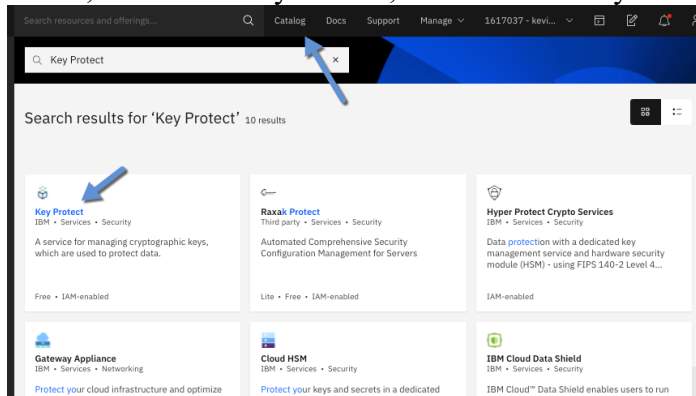 Search resources and offerings...
Catalog
Docs
Support
Manage
1617037 - kevi...
Key Protect
Search results for ‘Key Protect’ 10 results
Key Protect
IBM • Services • Security
A service for managing cryptographic keys,
which are used to protect data.
Free • IAM-enabled
Raxak Protect
Third party • Services • Security
Automated Comprehensive Security
Configuration Management for Servers
Lite • Free • IAM-enabled
Hyper Protect Crypto Services
IBM • Services • Security
Data protection with a dedicated key
management service and hardware security
module (HSM) - using FIPS 140-2 Level 4...
IAM-enabled
Gateway Appliance
IBM • Services • Networking
Protect your cloud infrastructure and optimize
Cloud HSM
IBM • Services • Security
Protect your keys and secrets in a dedicated
IBM Cloud Data Shield
IBM • Services • Security
IBM Cloud™ Data Shield enables users to run